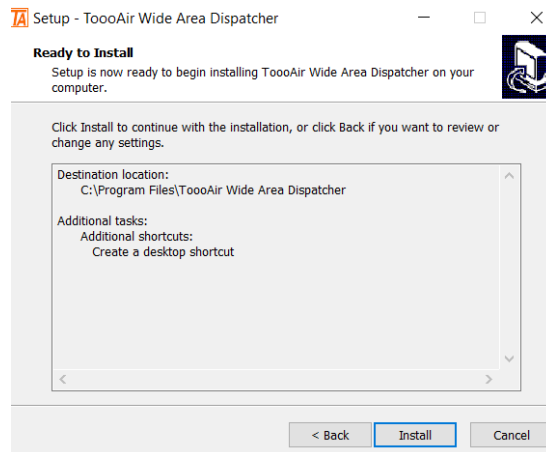 TA Setup - ToooAir Wide Area Dispatcher
Ready to Install
Setup is now ready to begin installing ToooAir Wide Area Dispatcher on your
computer.
Click Install to continue with the installation, or click Back if you want to review or
change any settings.
Destination location:
C:\Program Files\ToooAir Wide Area Dispatcher
Additional tasks:
Additional shortcuts:
Create a desktop shortcut
< Back Install Cancel